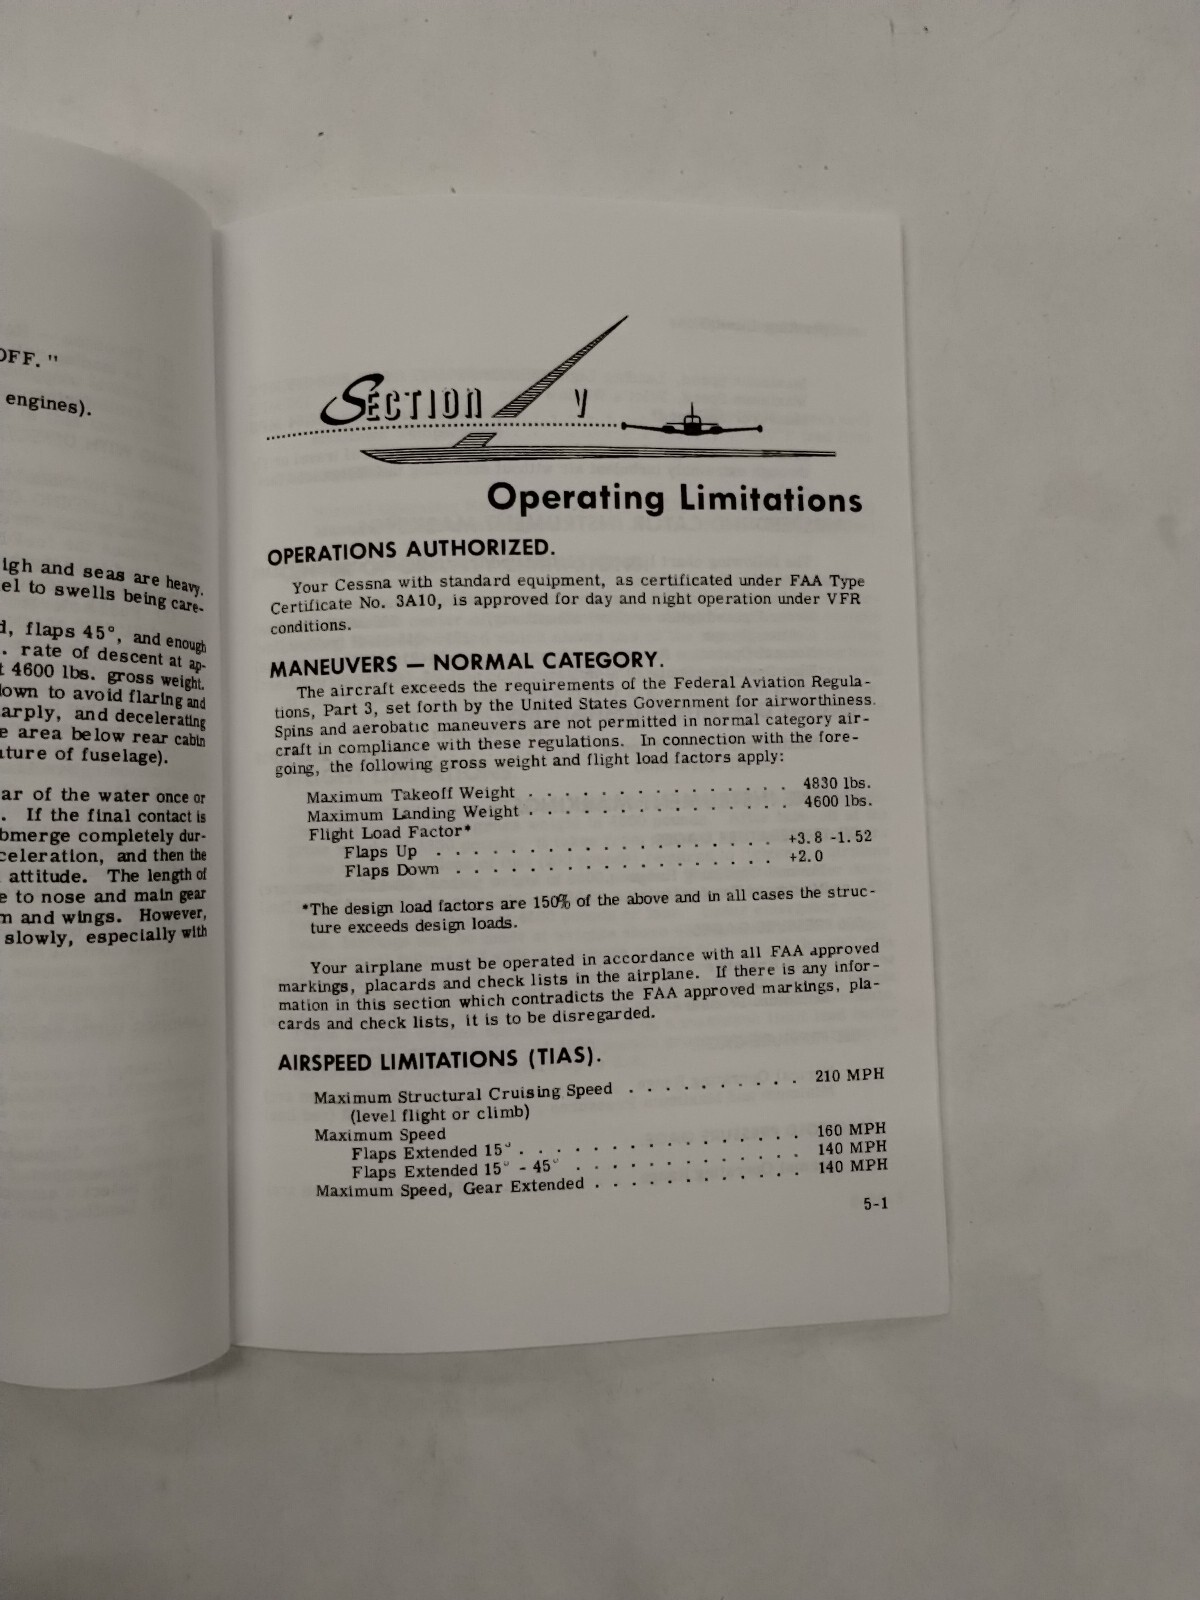 OFF."
engines).
igh and seas are heavy.
el to swells being care-
d, flaps 45°, and enough
. rate of descent at ap-
t 4600 lbs. gross weight.
lown to avoid flaring and
arply, and decelerating
e area below rear cabin
ture of fuselage).
ar of the water once or
. If the final contact is
bmerge completely dur-
celeration, and then the
attitude. The length of
e to nose and main gear
n and wings. However,
slowly, especially with
Section V
Operating Limitations
OPERATIONS AUTHORIZED.
Your Cessna with standard equipment, as certificated under FAA Type
Certificate No. 3A10, is approved for day and night operation under VFR
conditions.
MANEUVERS — NORMAL CATEGORY.
The aircraft exceeds the requirements of the Federal Aviation Regula-
tions, Part 3, set forth by the United States Government for airworthiness.
Spins and aerobatic maneuvers are not permitted in normal category air-
craft in compliance with these regulations. In connection with the fore-
going, the following gross weight and flight load factors apply:
Maximum Takeoff Weight . . . . . . . . . . . . . . . 4830 lbs.
Maximum Landing Weight . . . . . . . . . . . . . . . 4600 lbs.
Flight Load Factor*
Flaps Up . . . . . . . . . . . . . . . . . . +3.8 -1.52
Flaps Down . . . . . . . . . . . . . . . . . +2.0
*The design load factors are 150% of the above and in all cases the struc-
ture exceeds design loads.
Your airplane must be operated in accordance with all FAA approved
markings, placards and check lists in the airplane. If there is any infor-
mation in this section which contradicts the FAA approved markings, pla-
cards and check lists, it is to be disregarded.
AIRSPEED LIMITATIONS (TIAS).
Maximum Structural Cruising Speed . . . . . . . . . . 210 MPH
(level flight or climb)
Maximum Speed
Flaps Extended 15° . . . . . . . . . . . . . . . . 160 MPH
Flaps Extended 15° - 45° . . . . . . . . . . . . . 140 MPH
Maximum Speed, Gear Extended . . . . . . . . . . . . 140 MPH
5-1